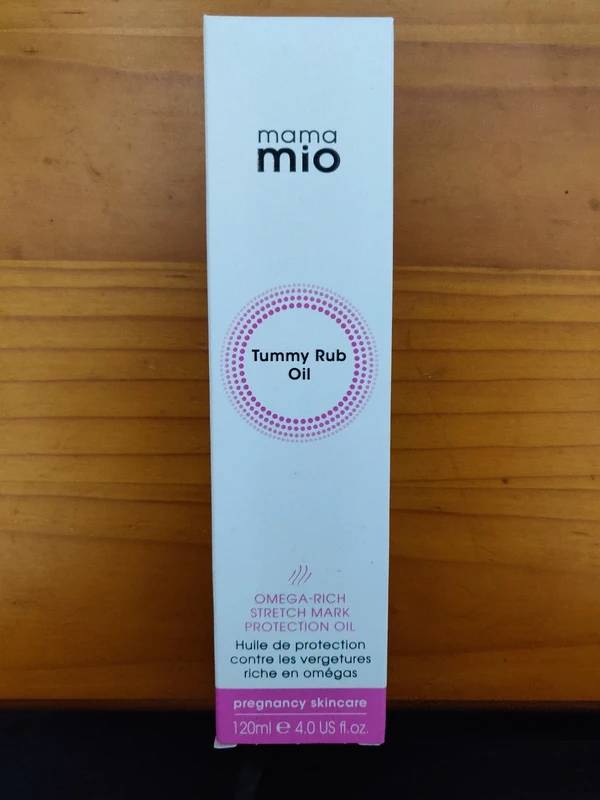 mama
mio
Tummy Rub
Oil
OMEGA-RICH
STRETCH MARK
PROTECTION OIL
Huile de protection
contre les vergetures
riche en omégas
pregnancy skincare
120ml ℮ 4.0 US fl.oz.